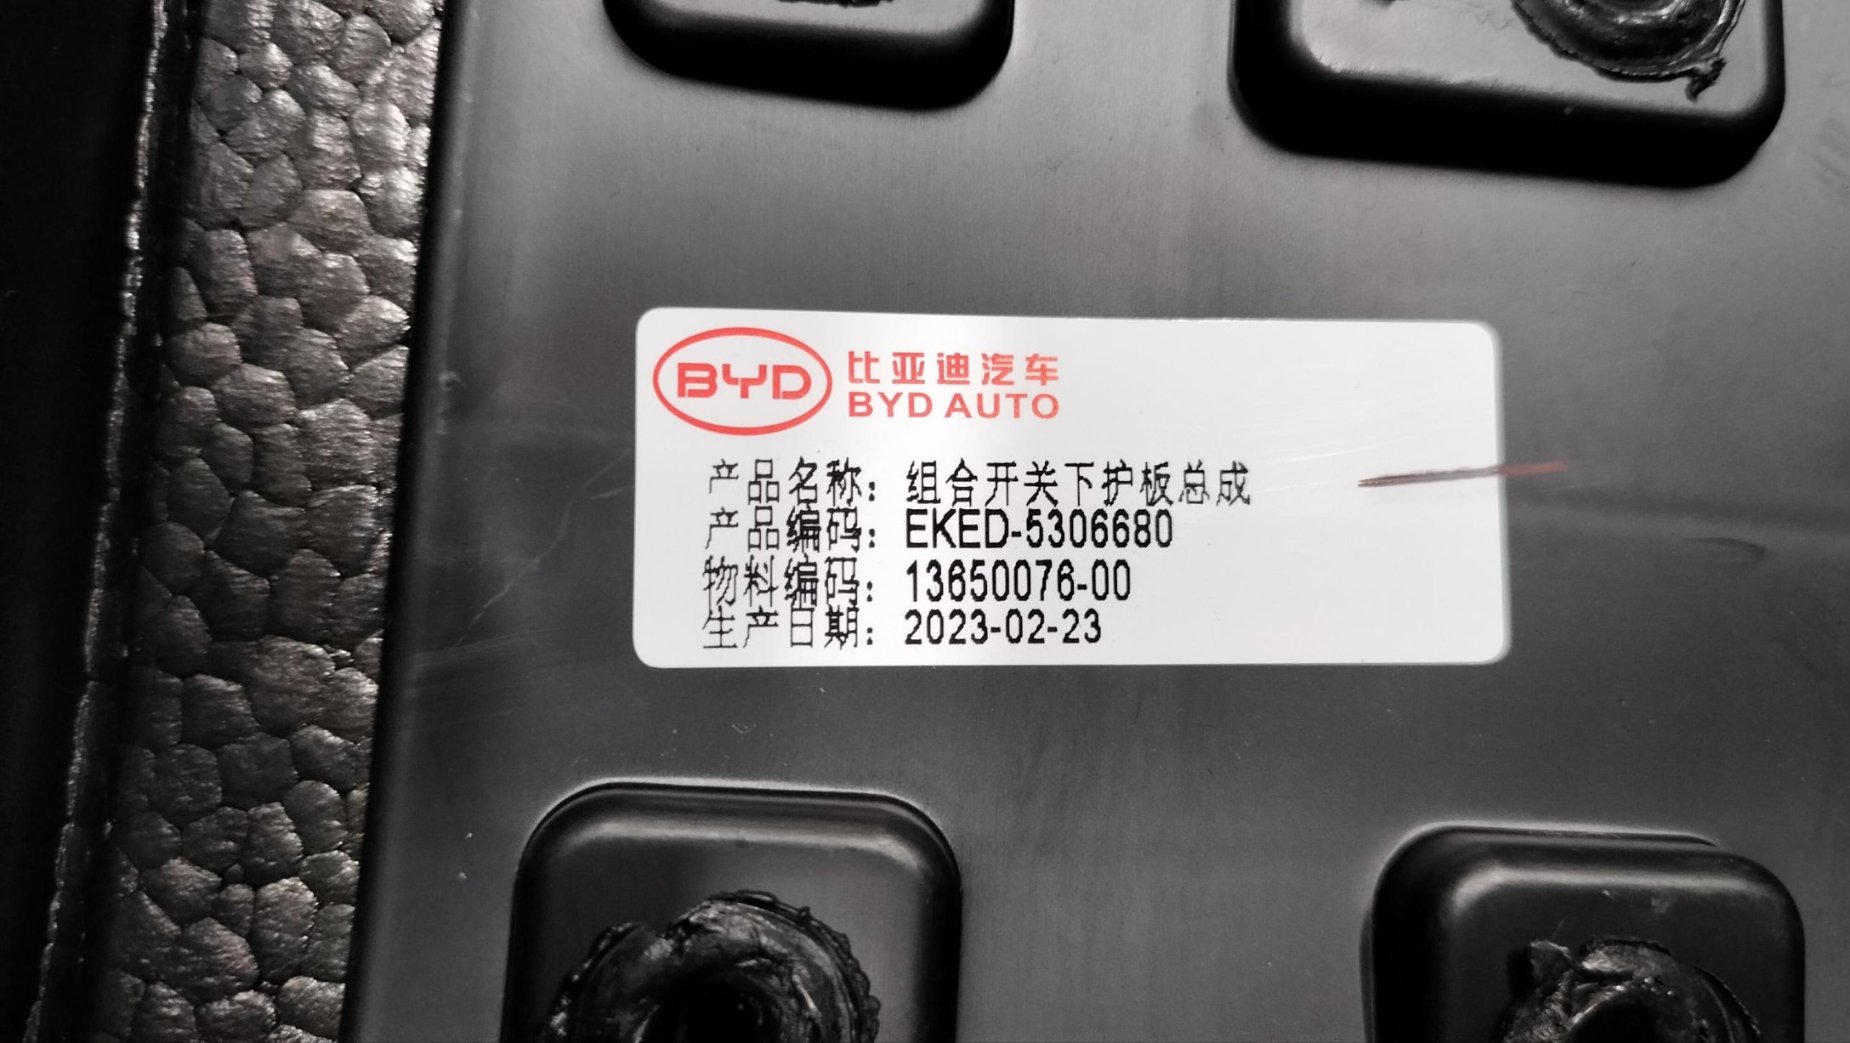 BYD
比亚迪汽车
BYD AUTO
产品名称：组合开关下护板总成
产品编码：EKED-5306680
物料编码：13650076-00
生产日期：2023-02-23